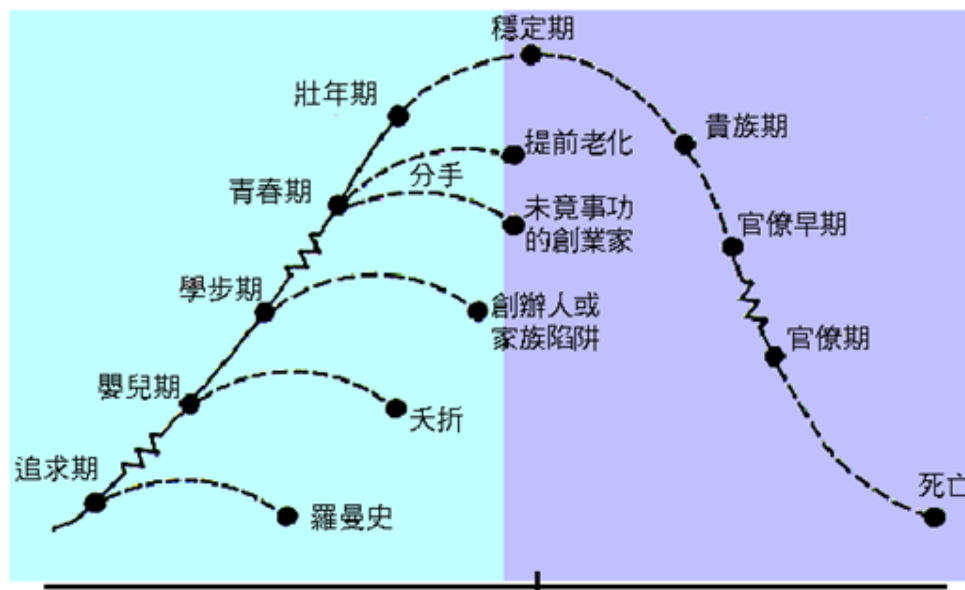 穩定期
壯年期
貴族期
提前老化
分手
青春期
未竟事功
的創業家
官僚早期
學步期
創辦人或
家族陷阱
官僚期
嬰兒期
夭折
追求期
死亡
羅曼史